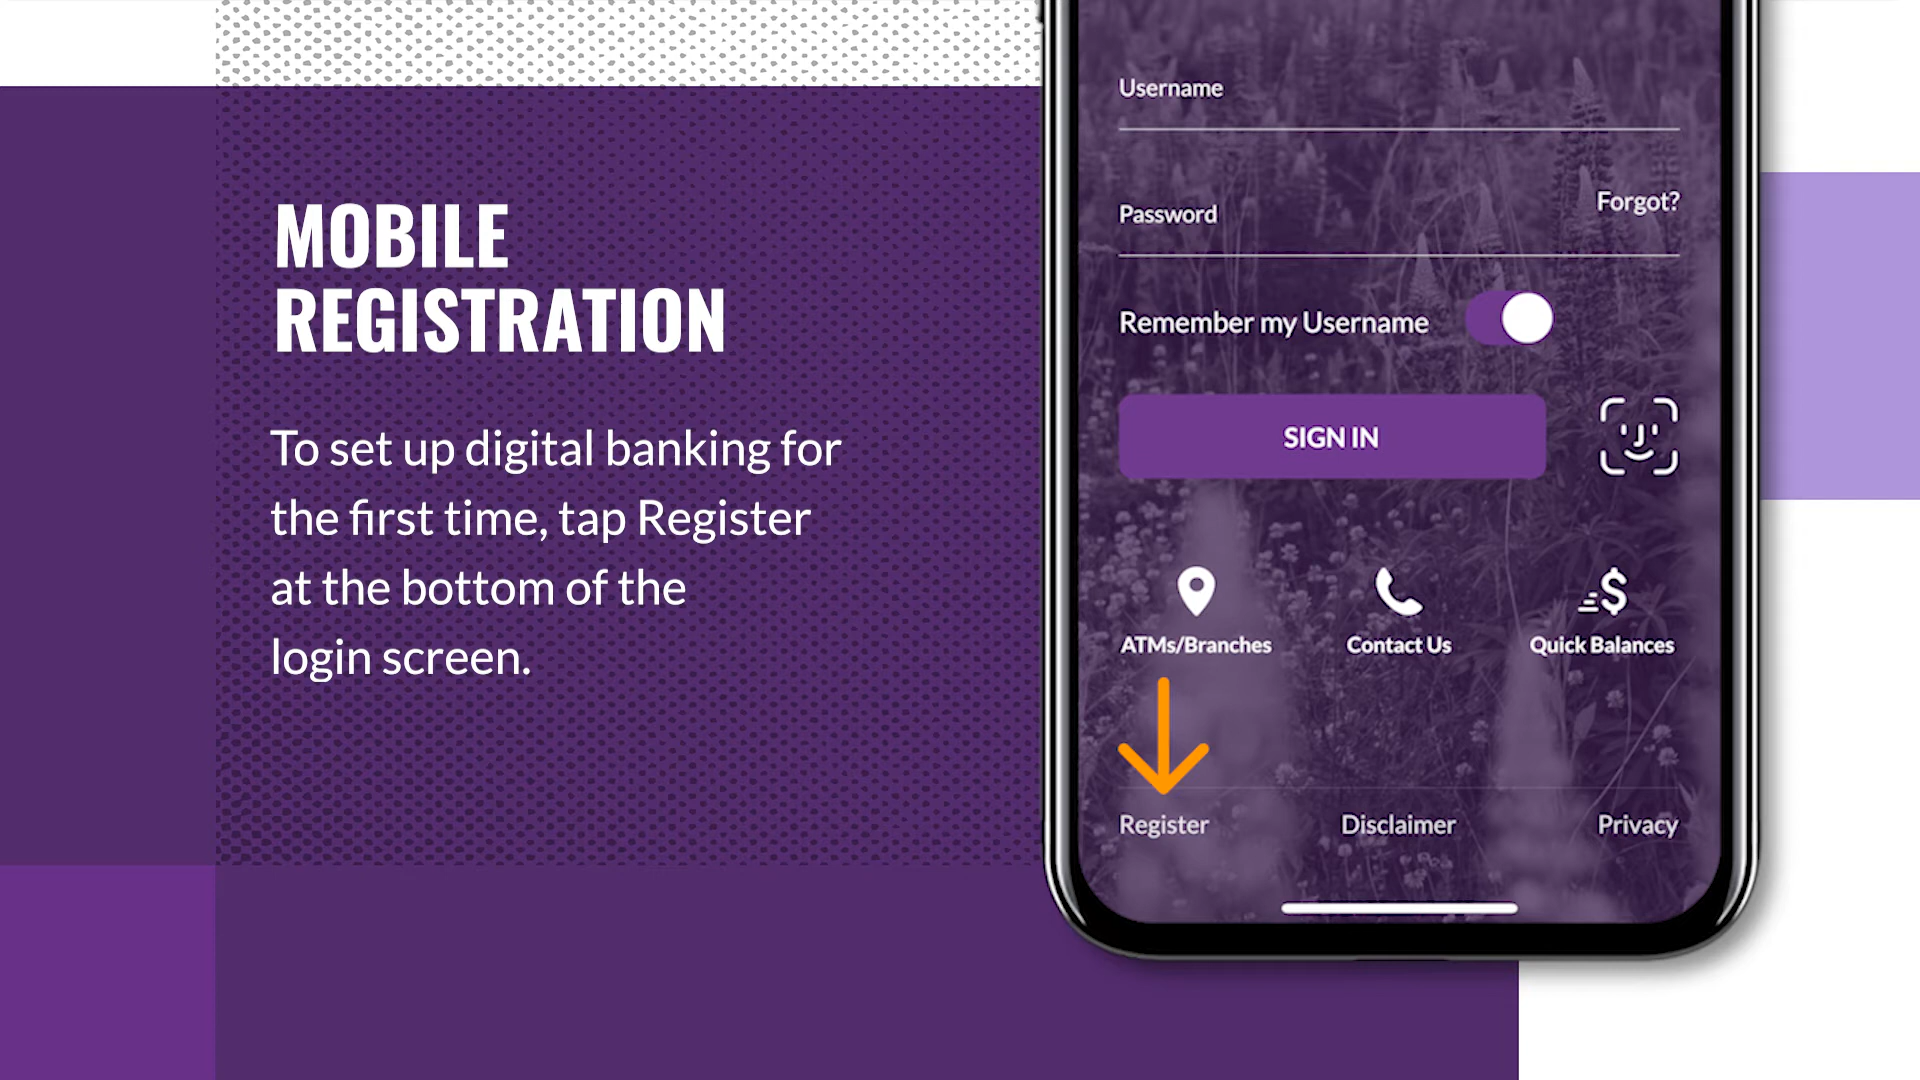 MOBILE
REGISTRATION
To set up digital banking for
the first time, tap Register
at the bottom of the
login screen.
Username
Forgot?
Password
Remember my Username
SIGN IN
ATMs/Branches Contact Us Quick Balances
Register Disclaimer Privacy